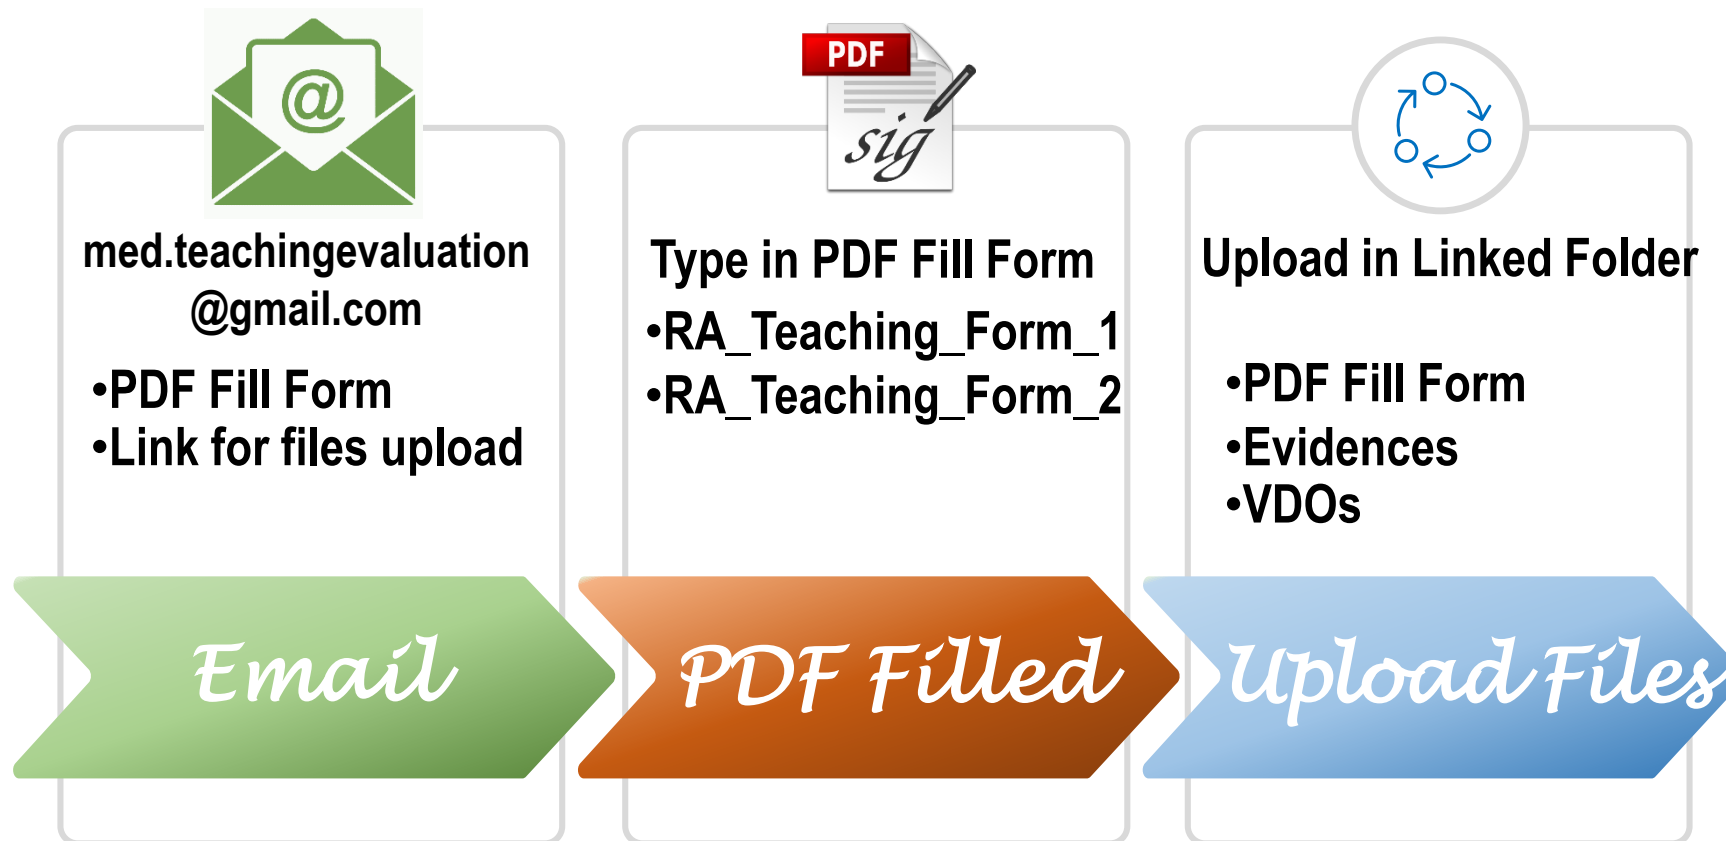 @
med.teachingevaluation
@gmail.com
•PDF Fill Form
•Link for files upload
Email
PDF
sig
Type in PDF Fill Form
•RA_Teaching_Form_1
•RA_Teaching_Form_2
PDF Filled
Upload in Linked Folder
•PDF Fill Form
•Evidences
•VDOs
Upload Files